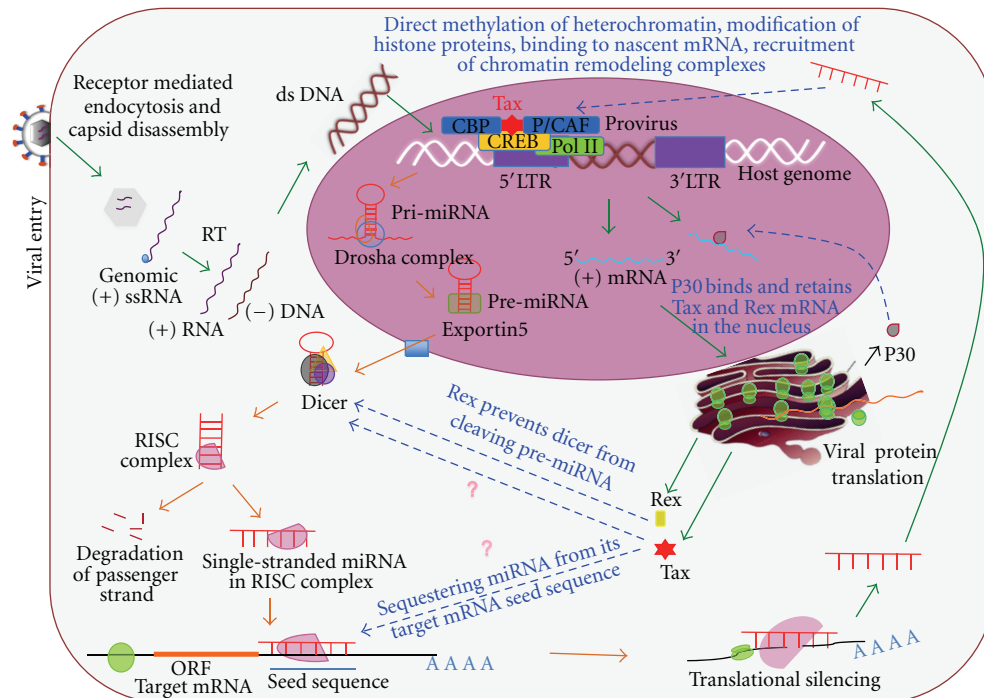 Direct methylation of heterochromatin, modification of
histone proteins, binding to nascent mRNA, recruitment
of chromatin remodeling complexes
Receptor mediated
endocytosis and
capsid disassembly
ds DNA
Tax
CBP
P/CAF
Provirus
CREB
Pol II
5′LTR
3′LTR
Host genome
Viral entry
Pri-miRNA
Drosha complex
RT
Genomic
(+) ssRNA
(+) RNA
(−) DNA
5′
3′
(+) mRNA
Pre-miRNA
Exportin5
P30 binds and retains
Tax and Rex mRNA
in the nucleus
P30
Dicer
Rex prevents dicer from
cleaving pre-miRNA
Viral protein
translation
RISC
complex
?
Rex
Degradation
of passenger
strand
Single-stranded miRNA
in RISC complex
?
Tax
Sequestering miRNA from its
target mRNA seed sequence
ORF
Target mRNA
Seed sequence
A A A A
Translational silencing
A A A A